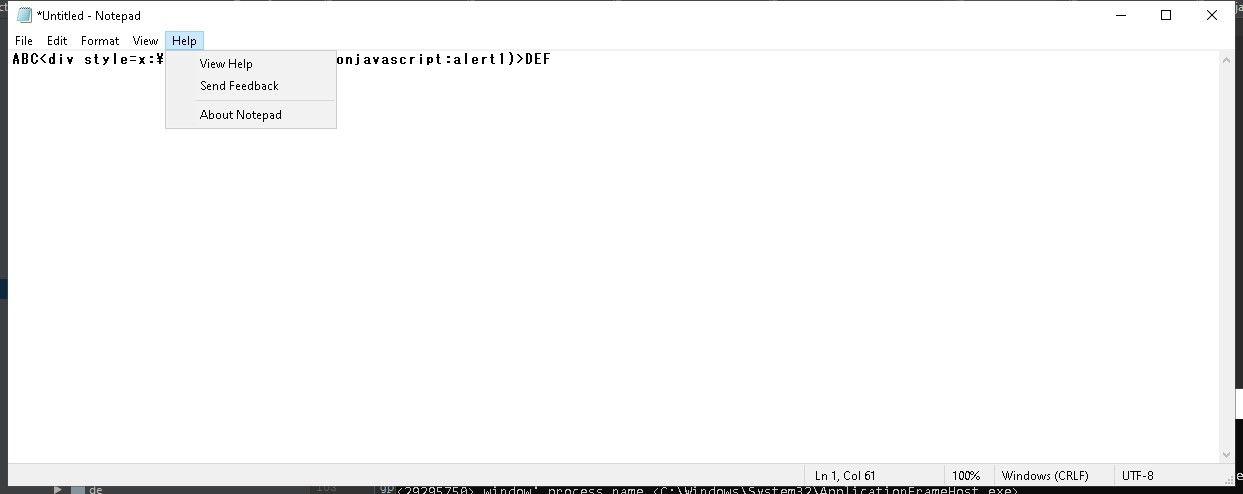 *Untitled - Notepad
File Edit Format View Help
ABC<div style=x:¥ onjavascript:alert1)>DEF
View Help
Send Feedback
About Notepad
Ln 1, Col 61 100% Windows (CRLF) UTF-8
de <29295750> window' process name <C:\Windows\System32\ApplicationFrameHost.exe>